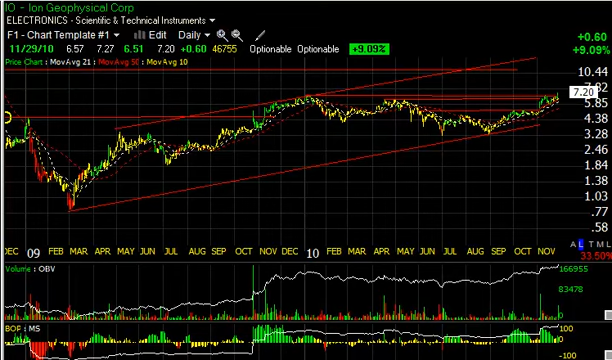 IO - Ion Geophysical Corp
ELECTRONICS - Scientific & Technical Instruments
F1 - Chart Template #1 Edit Daily
11/29/10 6.57 7.27 6.51 7.20 +0.60 46755 Optionable Optionable +9.09%
+0.60
+9.09%
Price Chart : MovAvg 21 : MovAvg 50 : MovAvg 10
10.44
7.20
5.85
4.38
3.28
2.46
1.38
1.03
.77
.58
DEC 09 FEB MAR APR MAY JUN JUL AUG SEP OCT NOV DEC 10 FEB MAR APR MAY JUN JUL AUG SEP OCT NOV
A L T M L
33.50%
Volume : OBV
166955
83478
0
BOP : MS
100
0
-100